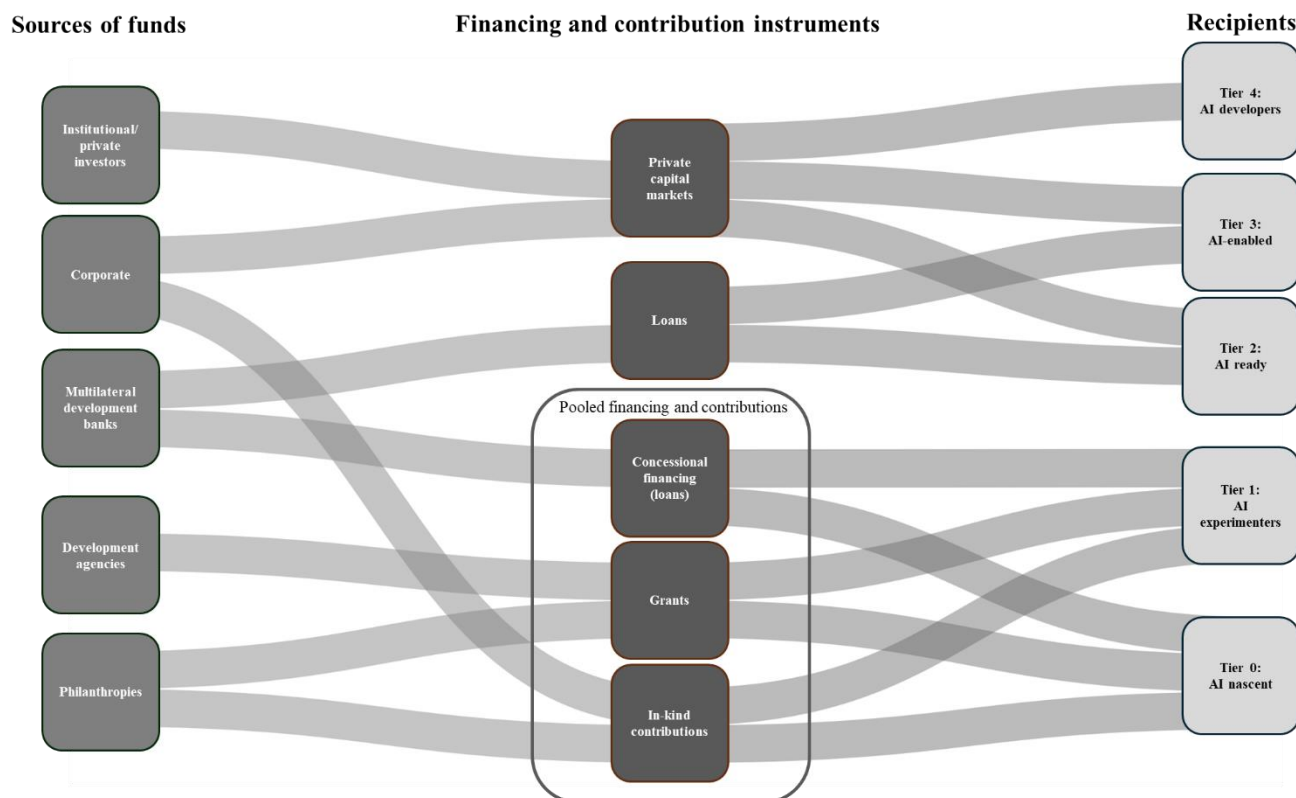 Sources of funds
Financing and contribution instruments
Recipients
Institutional/
private
investors
Corporate
Multilateral
development
banks
Development
agencies
Philanthropies
Private
capital
markets
Loans
Pooled financing and contributions
Concessional
financing
(loans)
Grants
In-kind
contributions
Tier 4:
AI developers
Tier 3:
AI-enabled
Tier 2:
AI ready
Tier 1:
AI
experimenters
Tier 0:
AI nascent